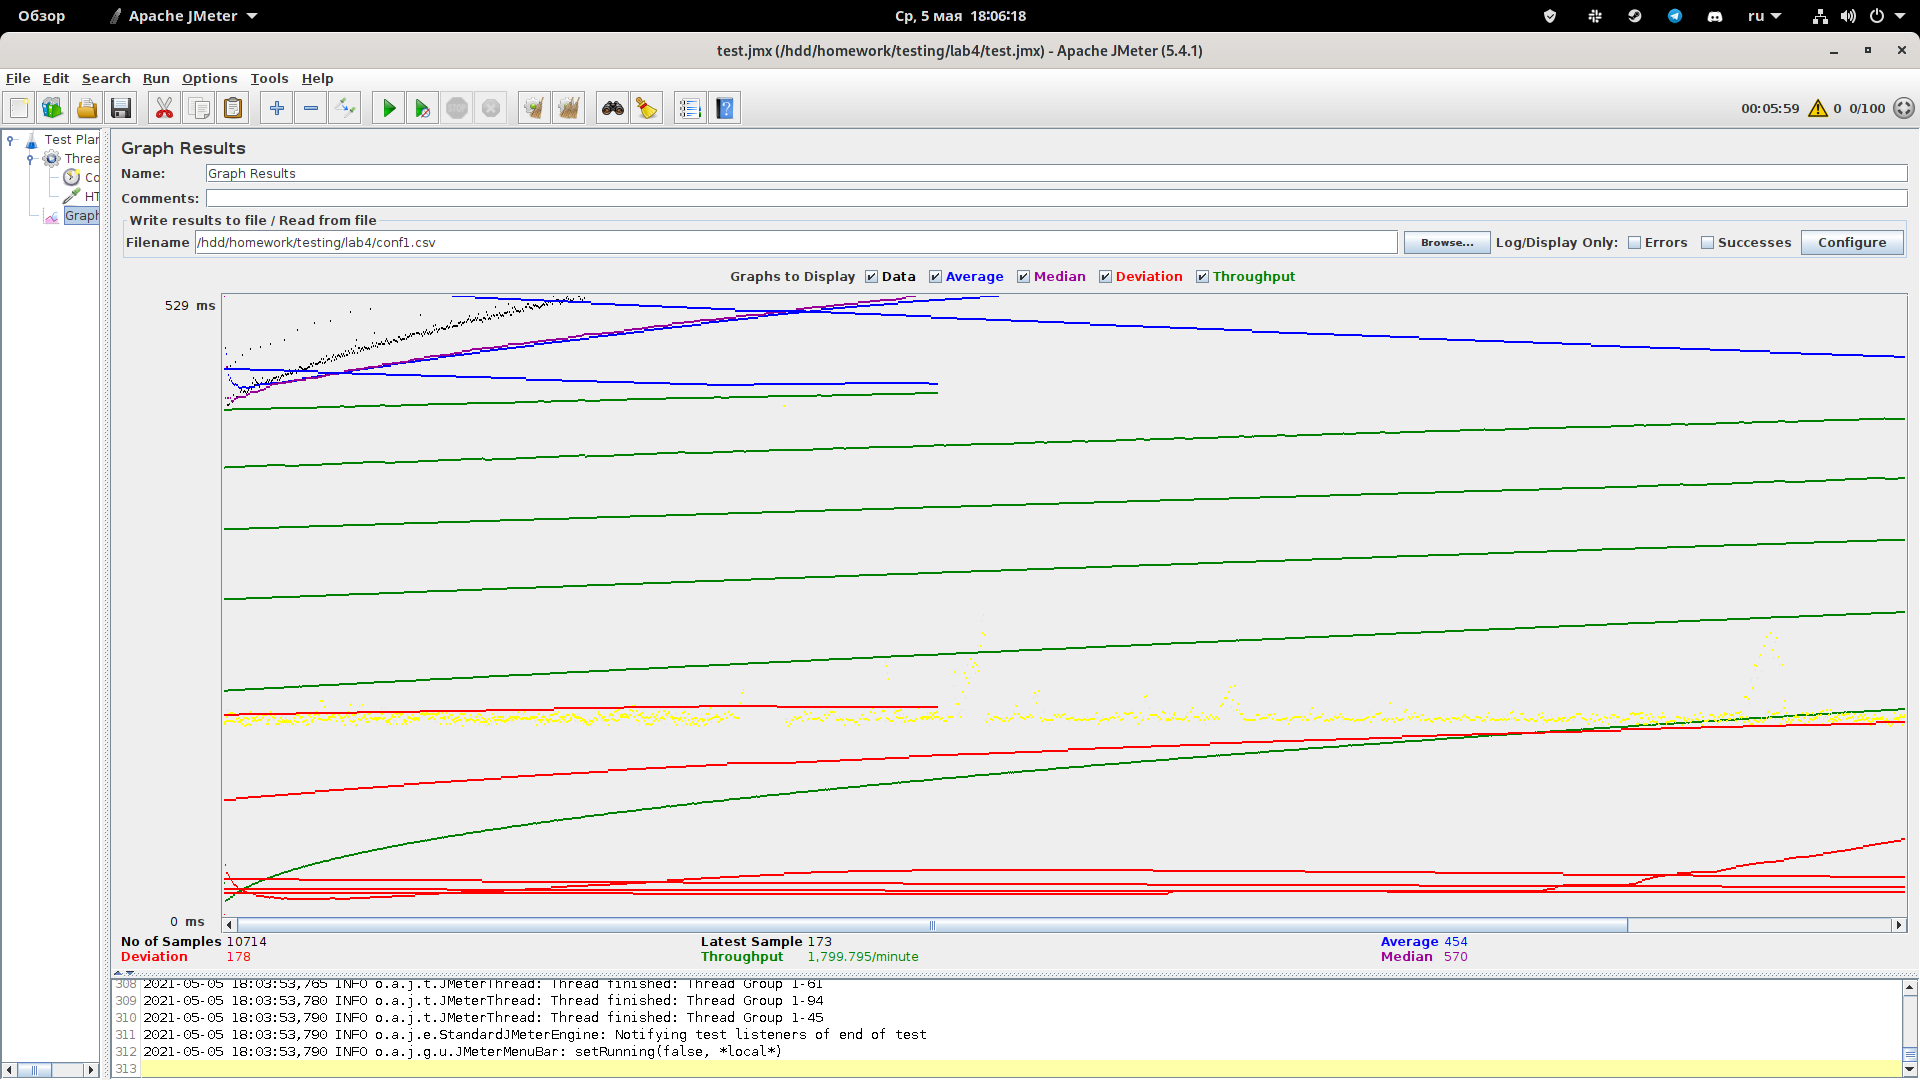 Обзор
Apache JMeter
Ср, 5 мая 18:06:18
ru
test.jmx (/hdd/homework/testing/lab4/test.jmx) - Apache JMeter (5.4.1)
File Edit Search Run Options Tools Help
STOP
00:05:59 0 0/100
Test Plan
Threa
Co
HT
Graph
Graph Results
Name: Graph Results
Comments:
Write results to file / Read from file
Filename /hdd/homework/testing/lab4/conf1.csv Browse... Log/Display Only: Errors Successes Configure
Graphs to Display Data Average Median Deviation Throughput
529 ms
0 ms
No of Samples 10714 Latest Sample 173 Average 454
Deviation 178 Throughput 1,799.795/minute Median 570
308 2021-05-05 18:03:53,765 INFO o.a.j.t.JMeterThread: Thread finished: Thread Group 1-61
309 2021-05-05 18:03:53,780 INFO o.a.j.t.JMeterThread: Thread finished: Thread Group 1-94
310 2021-05-05 18:03:53,790 INFO o.a.j.t.JMeterThread: Thread finished: Thread Group 1-45
311 2021-05-05 18:03:53,790 INFO o.a.j.e.StandardJMeterEngine: Notifying test listeners of end of test
312 2021-05-05 18:03:53,790 INFO o.a.j.g.u.JMeterMenuBar: setRunning(false, *local*)
313